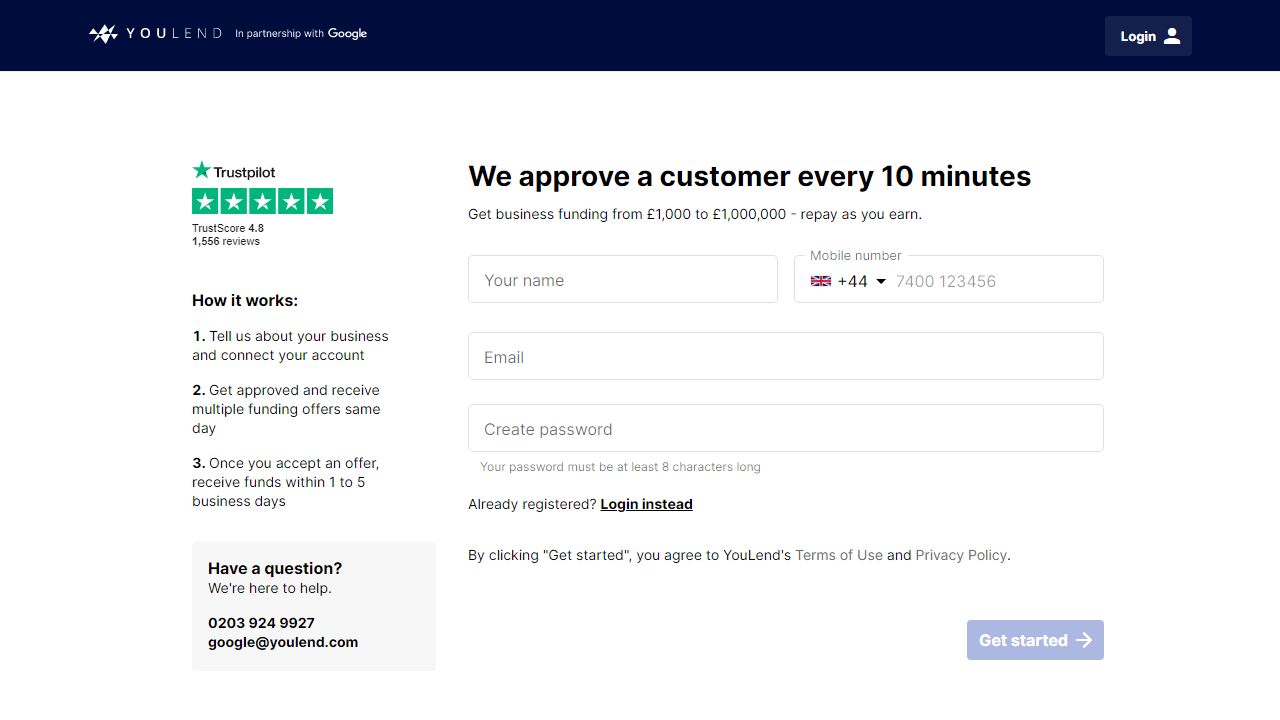 YOULEND In partnership with Google
Login
Trustpilot
TrustScore 4.8
1,556 reviews
How it works:
1. Tell us about your business
and connect your account
2. Get approved and receive
multiple funding offers same
day
3. Once you accept an offer,
receive funds within 1 to 5
business days
Have a question?
We're here to help.
0203 924 9927
google@youlend.com
We approve a customer every 10 minutes
Get business funding from £1,000 to £1,000,000 - repay as you earn.
Your name
Mobile number
+44 7400 123456
Email
Create password
Your password must be at least 8 characters long
Already registered? Login instead
By clicking "Get started", you agree to YouLend's Terms of Use and Privacy Policy.
Get started